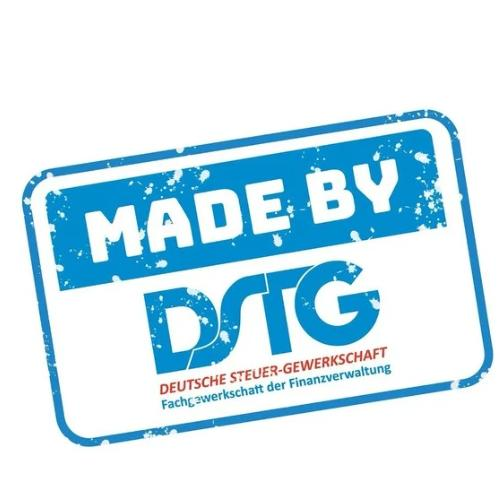 MADE BY
DSTG
DEUTSCHE STEUER-GEWERKSCHAFT
Fachgewerkschaft der Finanzverwaltung